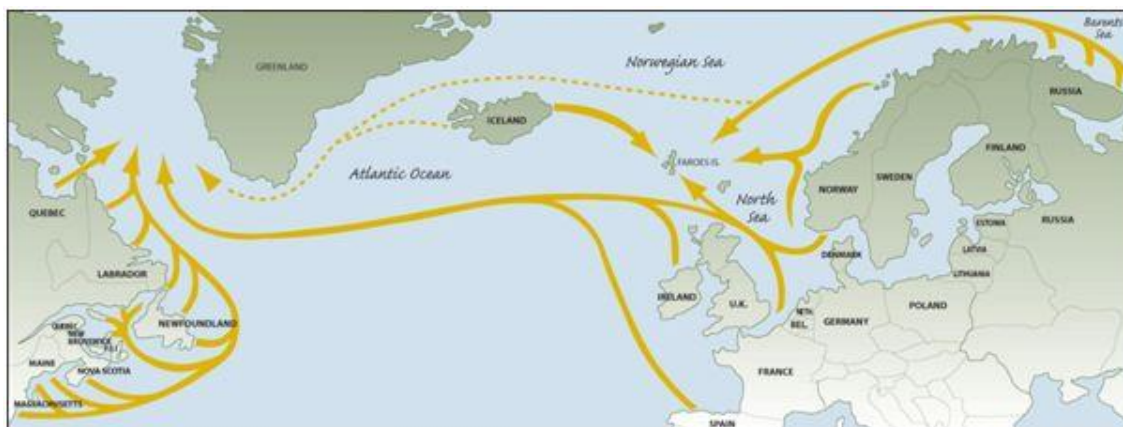 GREENLAND
Norwegian Sea
Barents
Sea
RUSSIA
ICELAND
FAROES IS.
FINLAND
Atlantic Ocean
NORWAY
SWEDEN
North
Sea
QUEBEC
RUSSIA
ESTONIA
LATVIA
DENMARK
LITHUANIA
LABRADOR
IRELAND
U.K.
NETH.
BEL.
GERMANY
POLAND
NEWFOUNDLAND
QUEBEC
NEW
BRUNSWICK
P.E.I
MAINE
NOVA SCOTIA
FRANCE
MASSACHUSETTS
SPAIN